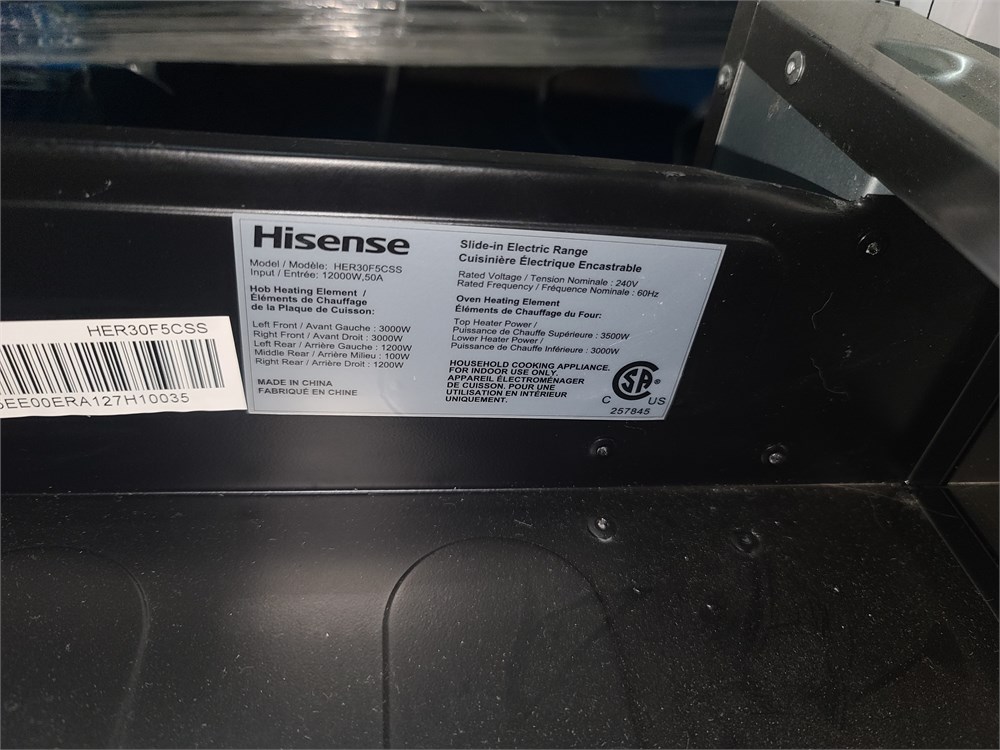 Hisense
Model / Modèle: HER30F5CSS
Input / Entrée: 12000W,50A
Hob Heating Element /
Éléments de Chauffage
de la Plaque de Cuisson:
Left Front / Avant Gauche : 3000W
Right Front / Avant Droit : 3000W
Left Rear / Arrière Gauche : 1200W
Middle Rear / Arrière Milieu : 100W
Right Rear / Arrière Droit : 1200W
MADE IN CHINA
FABRIQUÉ EN CHINE
Slide-in Electric Range
Cuisinière Électrique Encastrable
Rated Voltage / Tension Nominale : 240V
Rated Frequency / Fréquence Nominale : 60Hz
Oven Heating Element
Éléments de Chauffage du Four:
Top Heater Power /
Puissance de Chauffe Supérieure : 3500W
Lower Heater Power /
Puissance de Chauffe Inférieure : 3000W
HOUSEHOLD COOKING APPLIANCE.
FOR INDOOR USE ONLY.
APPAREIL ÉLECTROMÉNAGER
DE CUISSON. POUR UNE
UTILISATION EN INTÉRIEUR
UNIQUEMENT.
SA ®
C US
257845
HER30F5CSS
EE00ERA127H10035